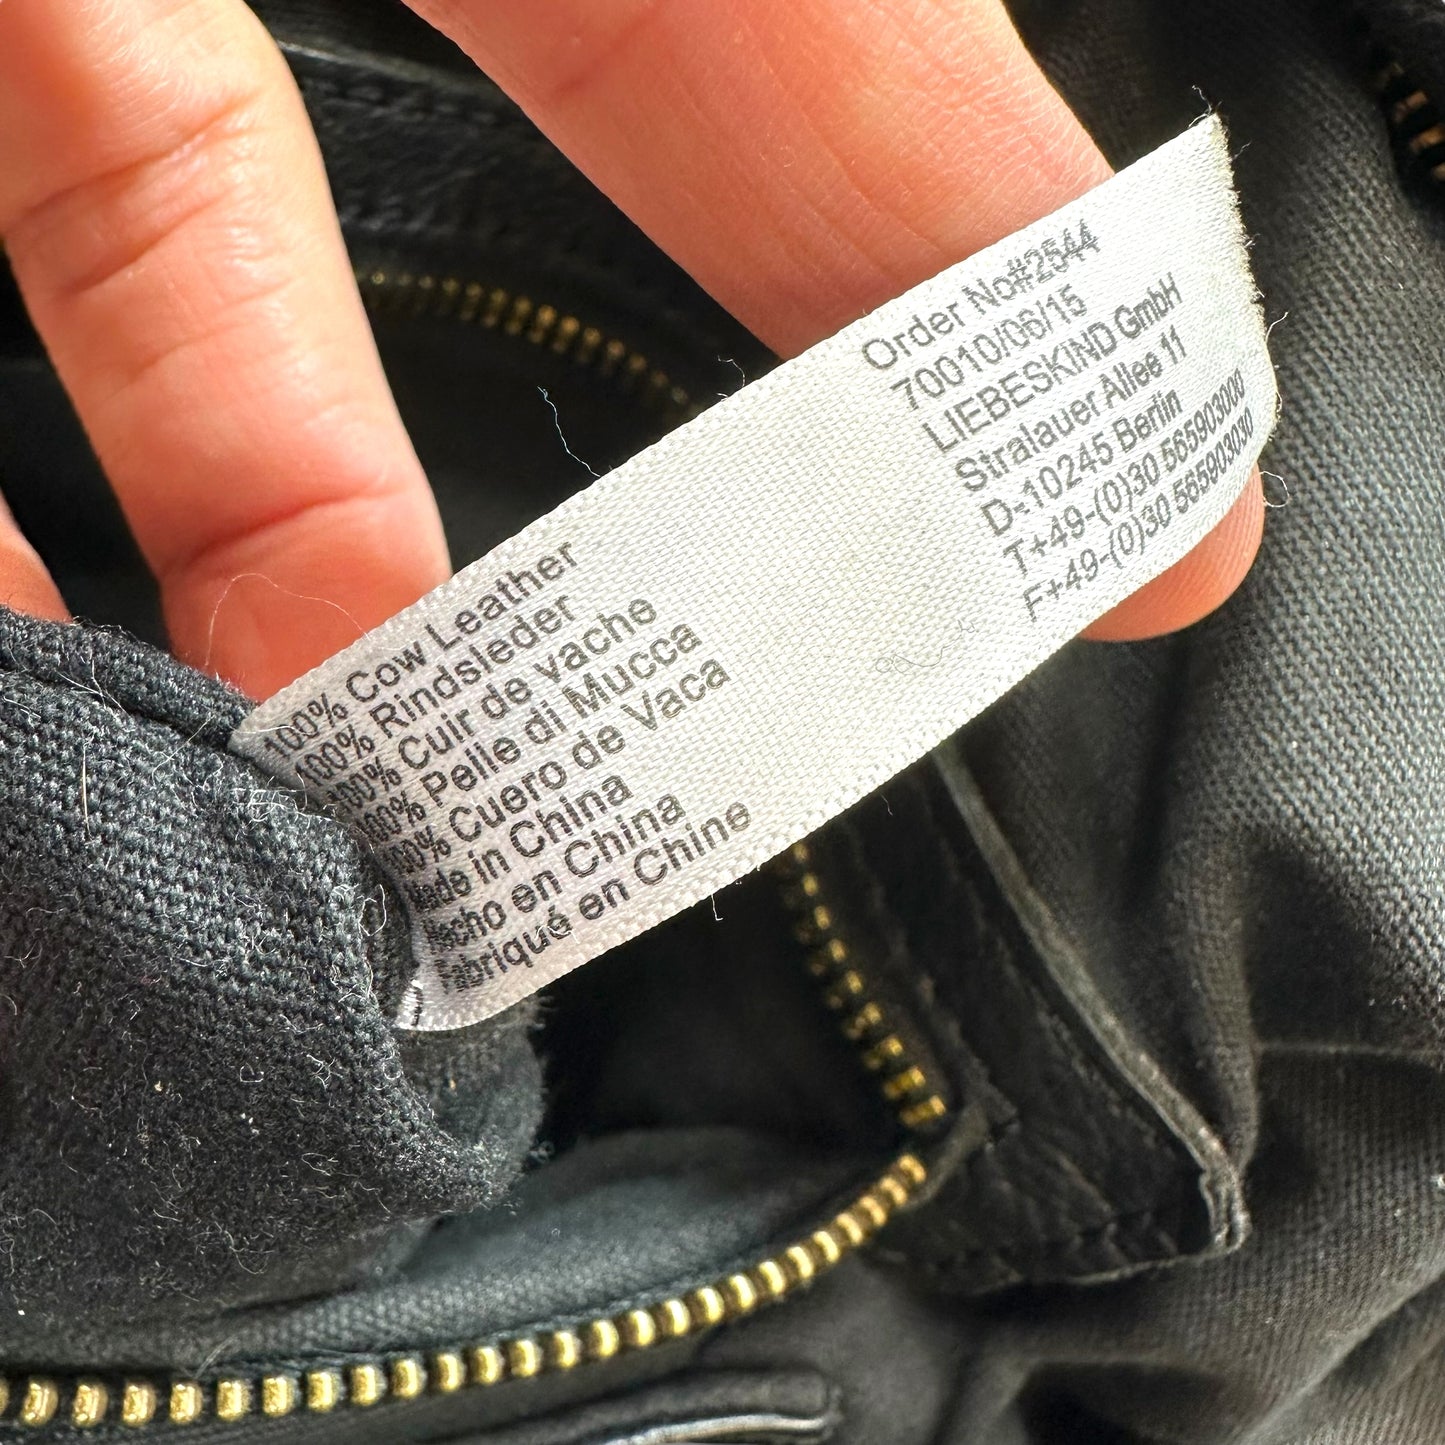 100% Cow Leather
100% Rindsleder
100% Cuir de vache
100% Pelle di Mucca
100% Cuero de Vaca
Made in China
Hecho en China
Fabriqué en Chine
Order No#2544
70010/06/15
LIEBESKIND GmbH
Stralauer Allee 11
D-10245 Berlin
T+49-(0)30 565903000
F+49-(0)30 565903030